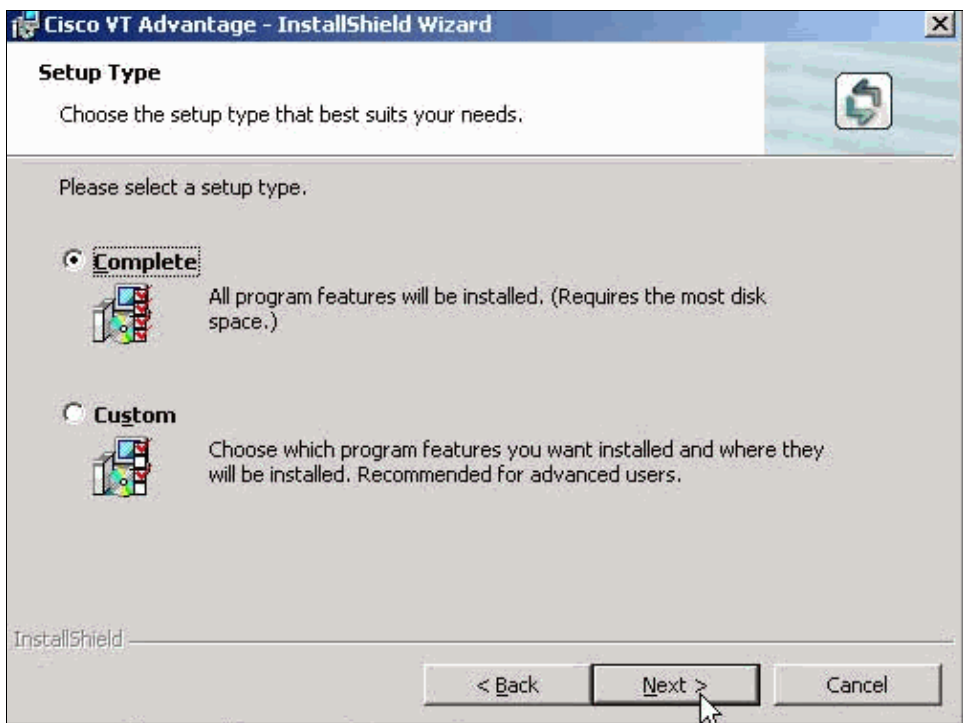 Cisco VT Advantage - InstallShield Wizard
Setup Type
Choose the setup type that best suits your needs.
Please select a setup type.
Complete
All program features will be installed. (Requires the most disk
space.)
Custom
Choose which program features you want installed and where they
will be installed. Recommended for advanced users.
InstallShield
< Back
Next >
Cancel